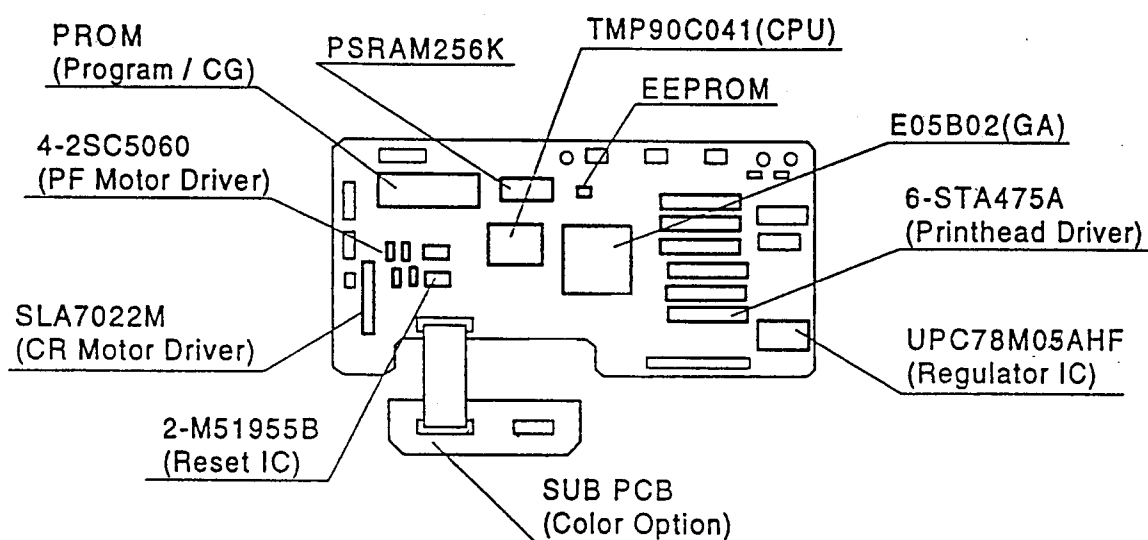 PROM
(Program / CG)
PSRAM256K
TMP90C041(CPU)
EEPROM
E05B02(GA)
4-2SC5060
(PF Motor Driver)
6-STA475A
(Printhead Driver)
SLA7022M
(CR Motor Driver)
UPC78M05AHF
(Regulator IC)
2-M51955B
(Reset IC)
SUB PCB
(Color Option)